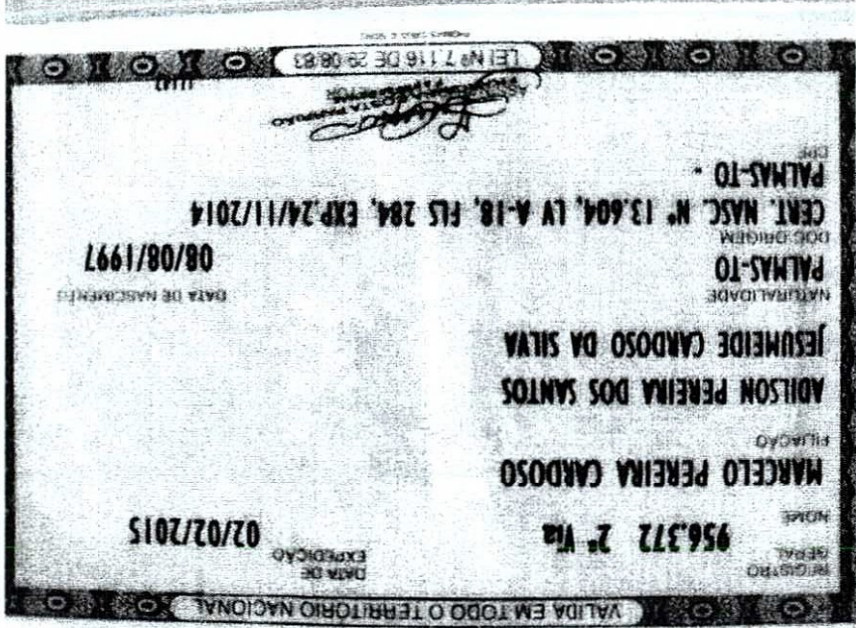 VÁLIDA EM TODO O TERRITÓRIO NACIONAL
REGISTRO GERAL 956.372 2ª Via DATA DE EXPEDIÇÃO 02/02/2015
NOME
MARCELO PEREIRA CARDOSO
FILIAÇÃO
ADILSON PEREIRA DOS SANTOS
JESUMEIDE CARDOSO DA SILVA
NATURALIDADE DATA DE NASCIMENTO
PALMAS-TO 08/08/1997
DOC ORIGEM
CERT. NASC. Nº 13.604, LV A-18, FLS 284, EXP.24/11/2014
PALMAS-TO
CPF
LEI Nº 7.116 DE 29/08/83